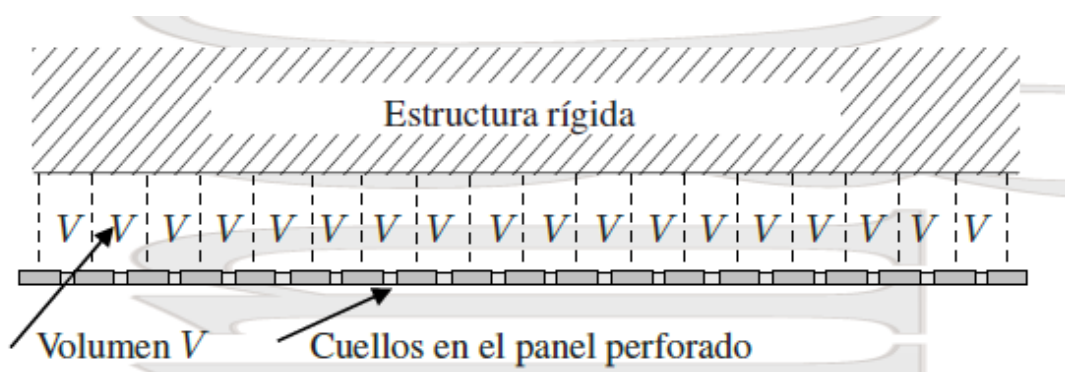 Estructura rígida
V V V V V V V V V V V V V V V V V V
Volumen V
Cuellos en el panel perforado